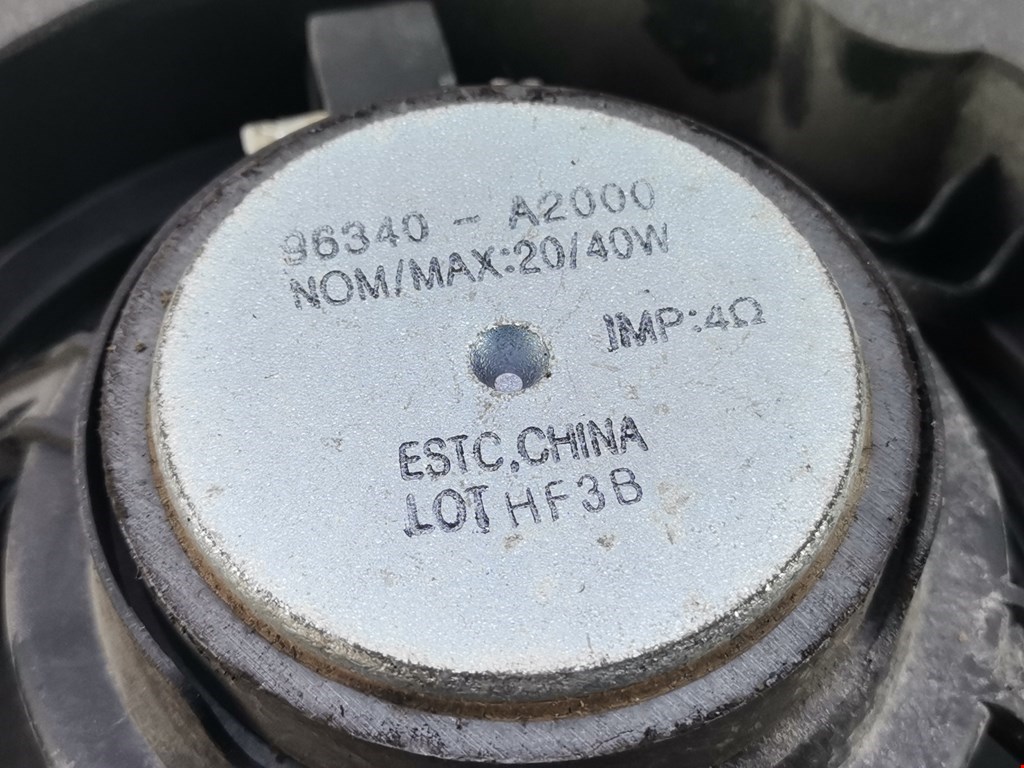 96340 - A2000
NOM/MAX:20/40W
IMP:4Ω
ESTC,CHINA
LOT HF3B